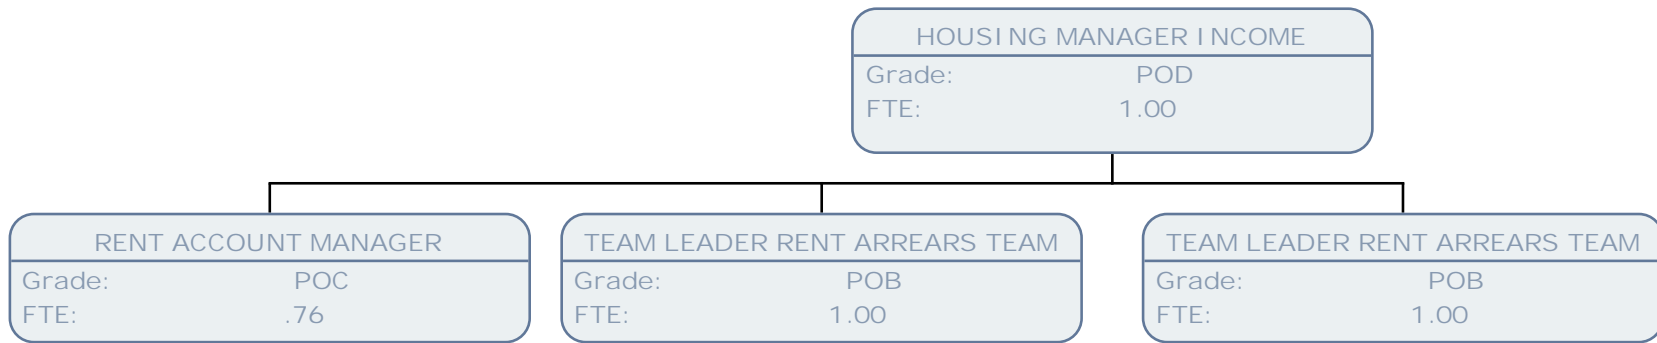 HOUSING MANAGER INCOME
Grade: POD
FTE: 1.00
RENT ACCOUNT MANAGER
Grade: POC
FTE: .76
TEAM LEADER RENT ARREARS TEAM
Grade: POB
FTE: 1.00
TEAM LEADER RENT ARREARS TEAM
Grade: POB
FTE: 1.00